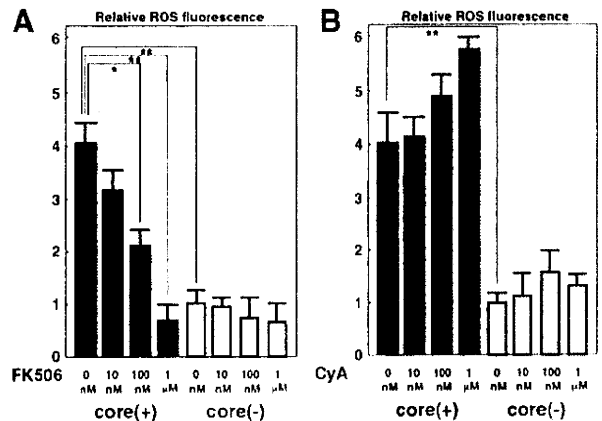 A
Relative ROS fluorescence
6
5
4
3
2
1
0
**
**
*
FK506
0 nM
10 nM
100 nM
1 μM
0 nM
10 nM
100 nM
1 μM
core(+)
core(-)
B
Relative ROS fluorescence
6
5
4
3
2
1
0
**
CyA
0 nM
10 nM
100 nM
1 μM
0 nM
10 nM
100 nM
1 μM
core(+)
core(-)